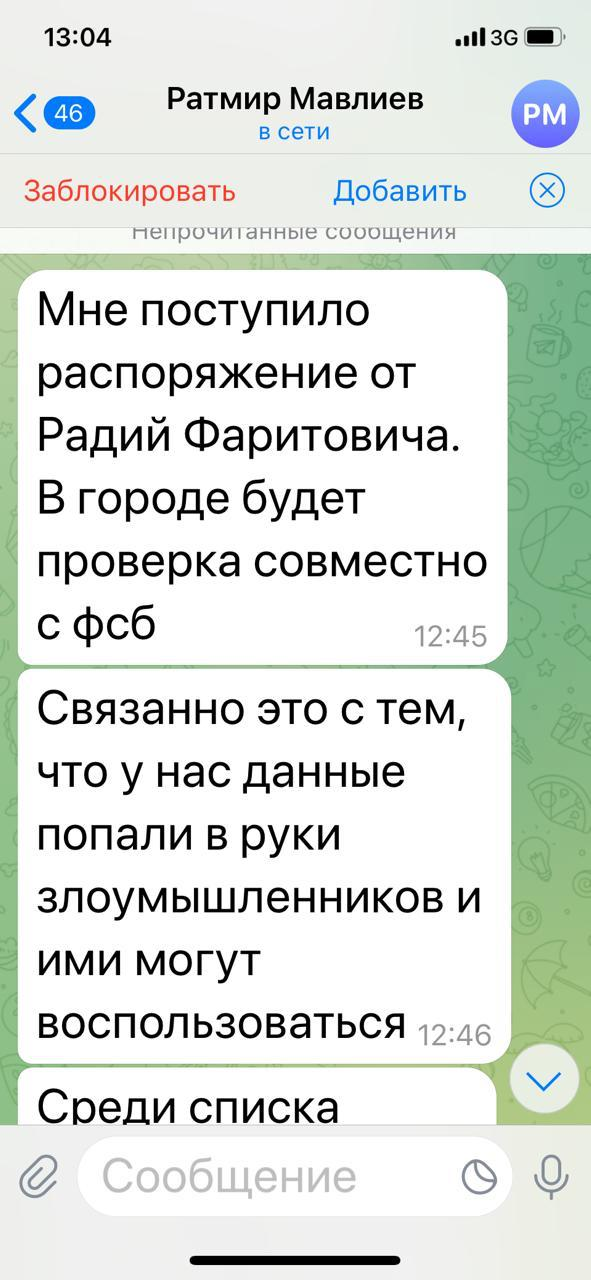 13:04
3G
46
Ратмир Мавлиев
в сети
РМ
Заблокировать
Добавить
Непрочитанные сообщения
Мне поступило
распоряжение от
Радий Фаритовича.
В городе будет
проверка совместно
с фсб
12:45
Связанно это с тем,
что у нас данные
попали в руки
злоумышленников и
ими могут
воспользоваться
12:46
Среди списка
Сообщение